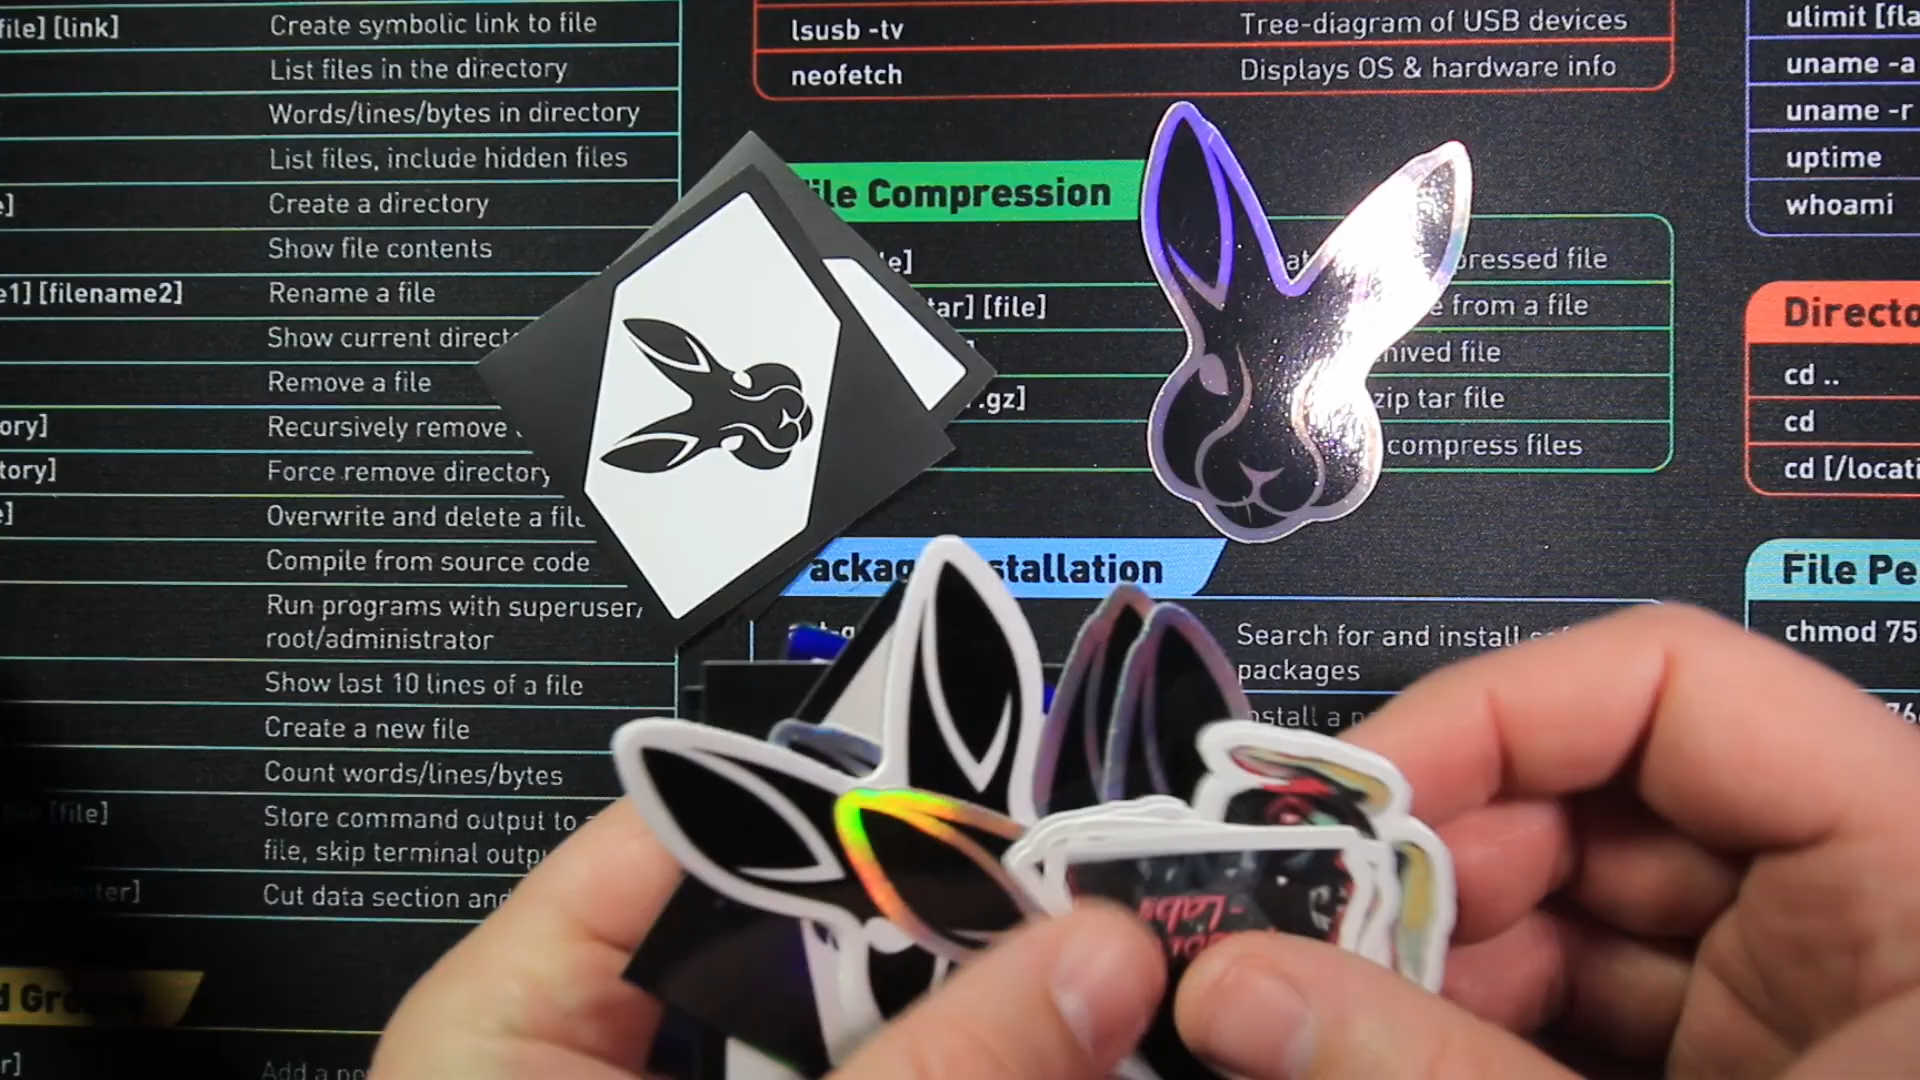 file] [link] Create symbolic link to file
List files in the directory
Words/lines/bytes in directory
List files, include hidden files
Create a directory
Show file contents
e1] [filename2] Rename a file
Show current
Remove a file
ory] Recursively remove
tory] Force remove directory
Overwrite and delete a
Compile from source code
Run programs with superuser/
root/administrator
Show last 10 lines of a file
Create a new file
Count words/lines/bytes
[file] Store command output to
file, skip terminal
Cut data section
lsusb -tv Tree-diagram of USB devices
neofetch Displays OS & hardware info
ile Compression
pressed file
tar] [file] e from a file
hived file
.gz] zip tar file
compress files
ackag stallation
Search for and install
packages
nstall a
-Labs
ulimit [fla
uname -a
uname -r
uptime
whoami
Directo
cd ..
cd
cd [/locati
File Pe
chmod 75